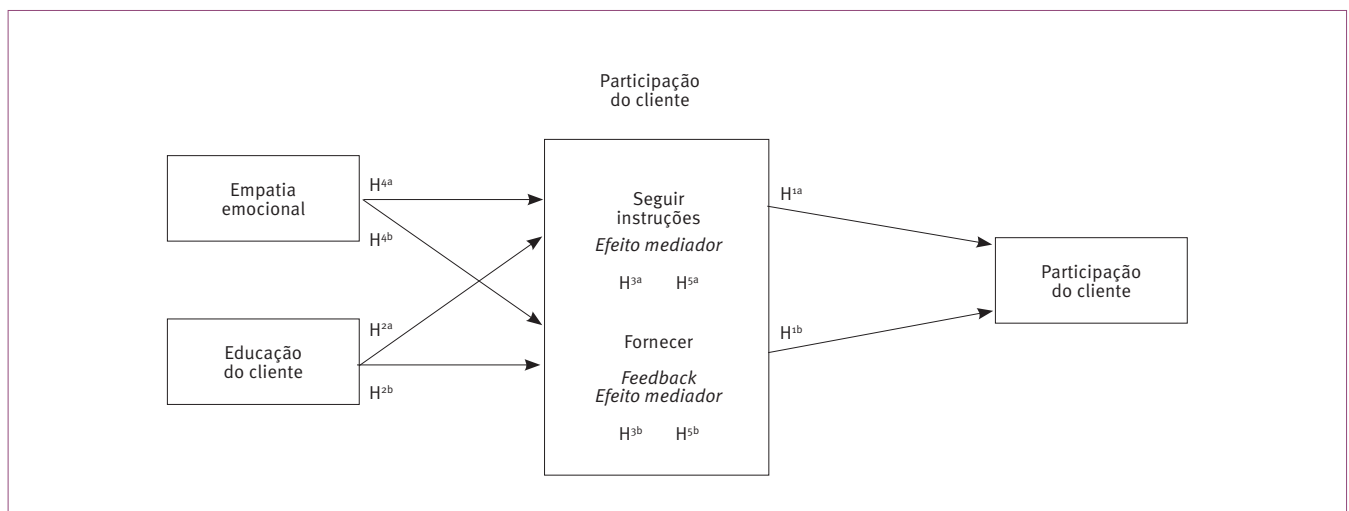 Participação
do cliente
Empatia
emocional
H4a
H4b
Educação
do cliente
H2a
H2b
Seguir
instruções
Efeito mediador
H3a H5a
Fornecer
Feedback
Efeito mediador
H3b H5b
H1a
H1b
Participação
do cliente